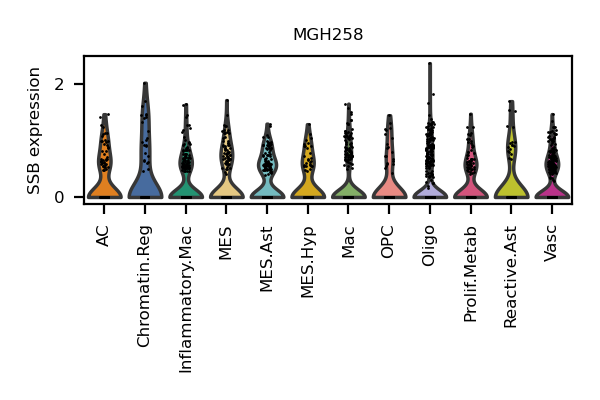 MGH258
SSB expression
2
0
AC
Chromatin.Reg
Inflammatory.Mac
MES
MES.Ast
MES.Hyp
Mac
OPC
Oligo
Prolif.Metab
Reactive.Ast
Vasc